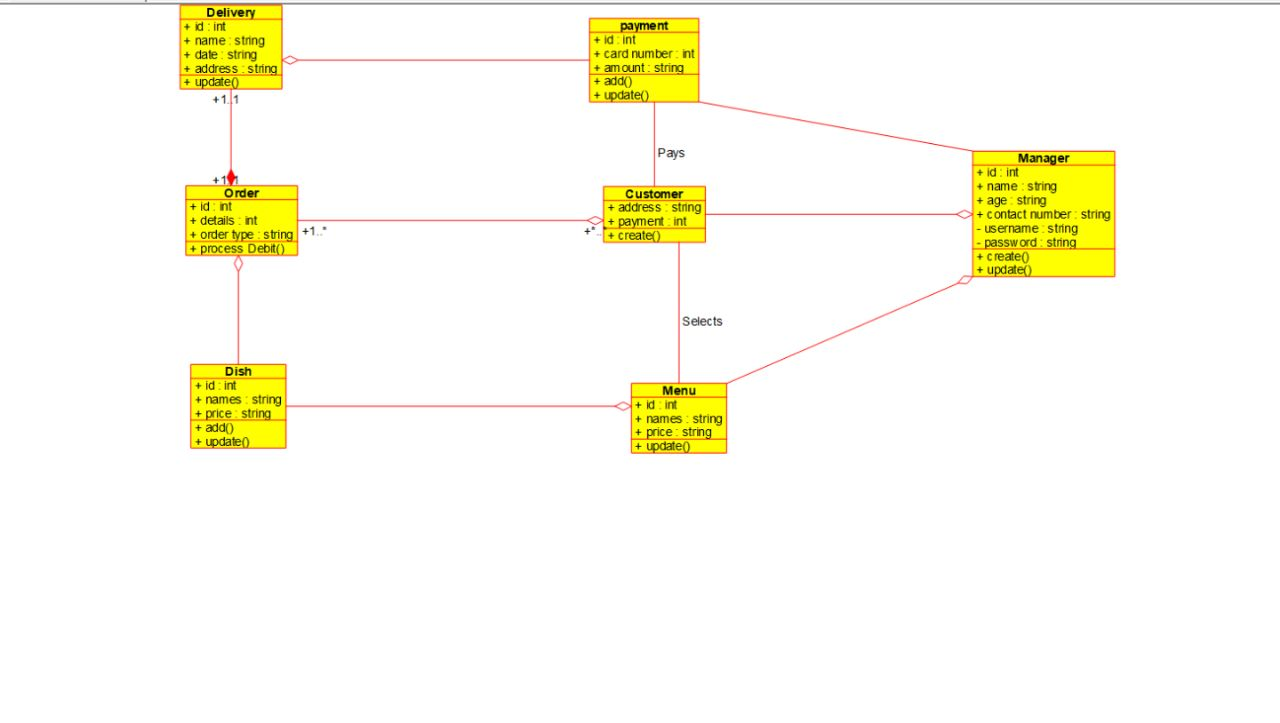 Delivery
+ id : int
+ name : string
+ date : string
+ address : string
+ update()
payment
+ id : int
+ card number : int
+ amount : string
+ add()
+ update()
+1..1
Pays
Manager
+ id : int
+ name : string
+ age : string
+ contact number : string
- username : string
- password : string
+ create()
+ update()
+1..1
Order
+ id : int
+ details : int
+ order type : string
+ process Debit()
+1..*
Customer
+ address : string
+ payment : int
+ create()
+*..
Selects
Dish
+ id : int
+ names : string
+ price : string
+ add()
+ update()
Menu
+ id : int
+ names : string
+ price : string
+ update()